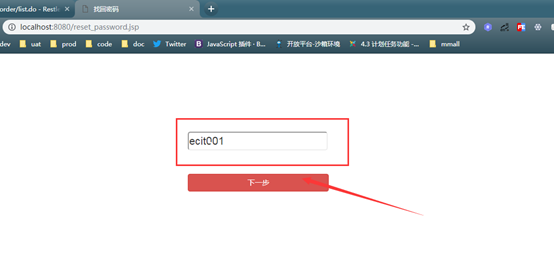 order/list.do - Restle
找回密码
localhost:8080/reset_password.jsp
dev uat prod code doc Twitter JavaScript 插件 · B... 开放平台-沙箱环境 4.3 计划任务功能 -... mmall
ecit001
下一步